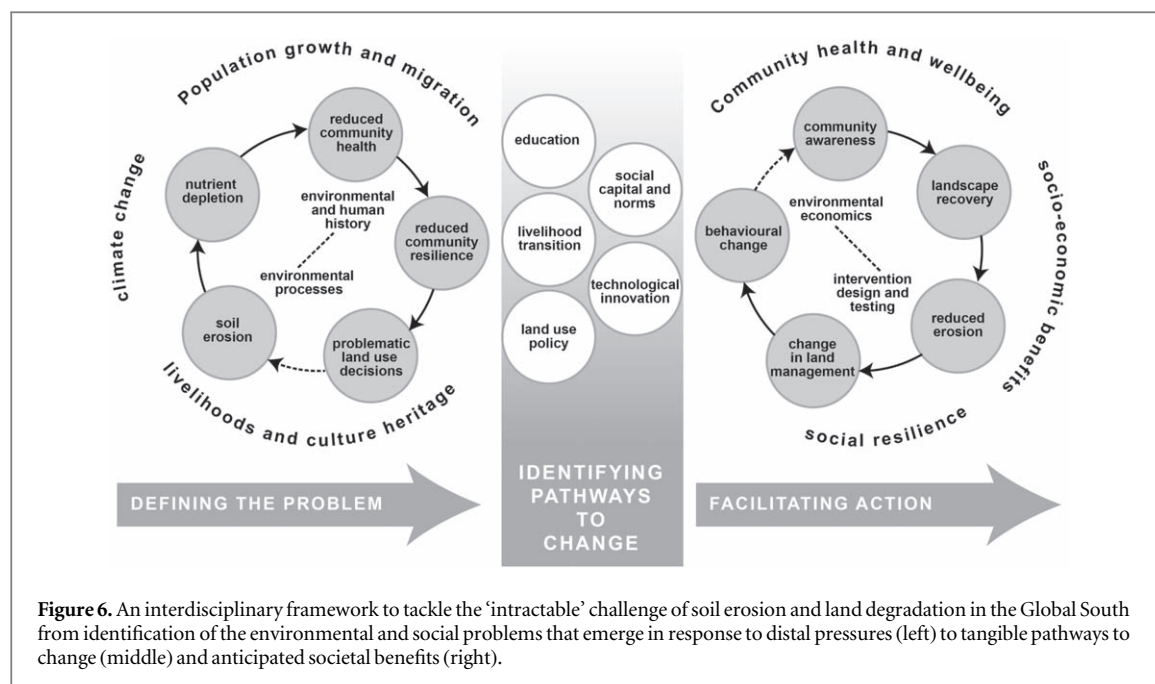 Population growth and migration
climate change
livelihoods and culture heritage
reduced
community
health
nutrient
depletion
environmental
and human
history
reduced
community
resilience
environmental
processes
soil
erosion
problematic
land use
decisions
DEFINING THE PROBLEM
education
social
capital and
norms
livelihood
transition
technological
innovation
land use
policy
IDENTIFYING
PATHWAYS
TO
CHANGE
Community health and wellbeing
socio-economic benefits
social resilience
community
awareness
landscape
recovery
environmental
economics
behavioural
change
intervention
design and
testing
reduced
erosion
change
in land
management
FACILITATING ACTION
Figure 6. An interdisciplinary framework to tackle the ‘intractable’ challenge of soil erosion and land degradation in the Global South
from identification of the environmental and social problems that emerge in response to distal pressures (left) to tangible pathways to
change (middle) and anticipated societal benefits (right).